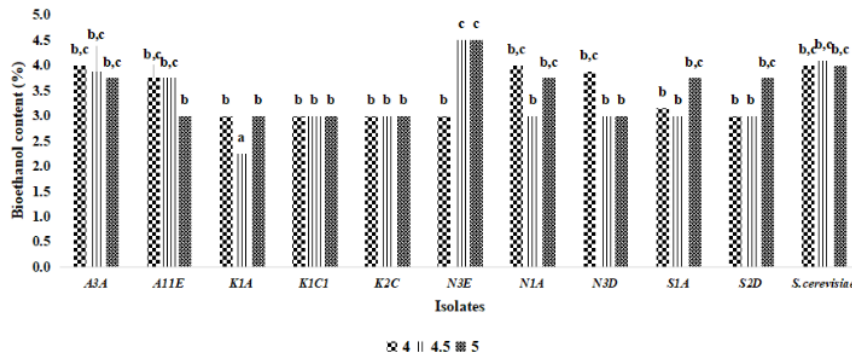 Bioethanol content (%)
5.0
4.5
4.0
3.5
3.0
2.5
2.0
1.5
1.0
0.5
0.0
b,c b,c b,c
b,c b,c b
b a b
b b b
b b b
b c c
b,c b b,c
b,c b b
b b b,c
b b b,c
b,c b,c b,c
A3A A11E K1A K1C1 K2C N3E N1A N3D S1A S2D S.cerevisiae
Isolates
4 4.5 5